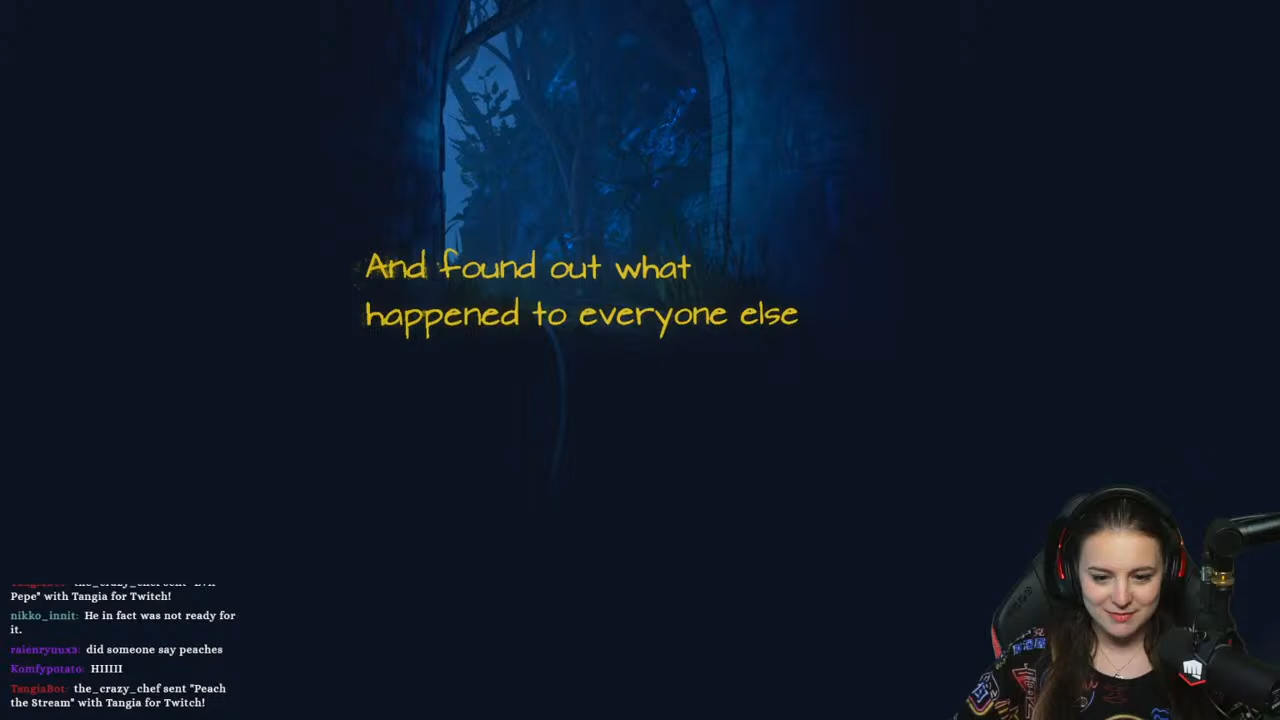 And found out what
happened to everyone else
Pepe" with Tangia for Twitch!
nikko_innit: He in fact was not ready for
it.
raienryuux3: did someone say peaches
Komfypotato: HIIIII
TangiaBot: the_crazy_chef sent "Peach
the Stream" with Tangia for Twitch!